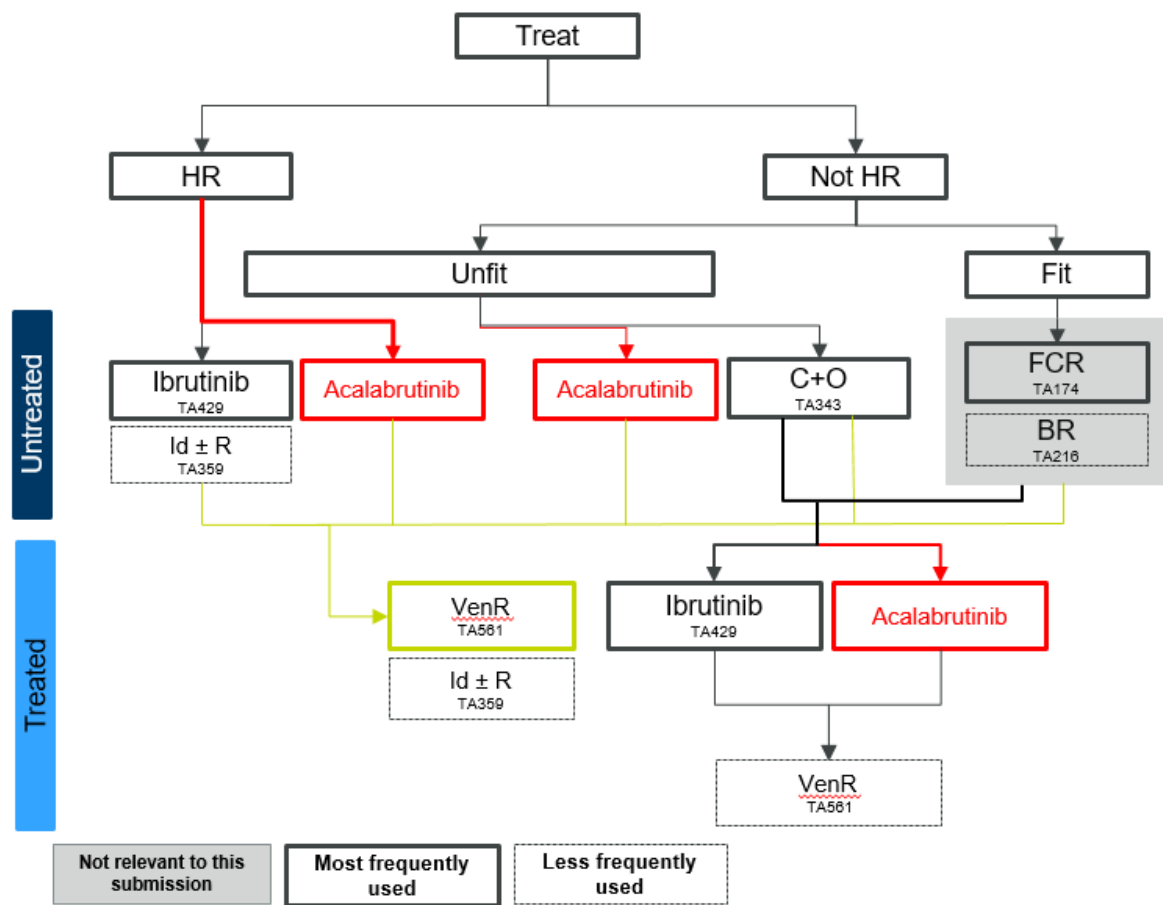 Treat
HR
Not HR
Unfit
Fit
Untreated
Ibrutinib
TA429
Id ± R
TA359
Acalabrutinib
Acalabrutinib
C+O
TA343
FCR
TA174
BR
TA216
Treated
VenR
TA561
Id ± R
TA359
Ibrutinib
TA429
Acalabrutinib
VenR
TA561
Not relevant to this
submission
Most frequently
used
Less frequently
used